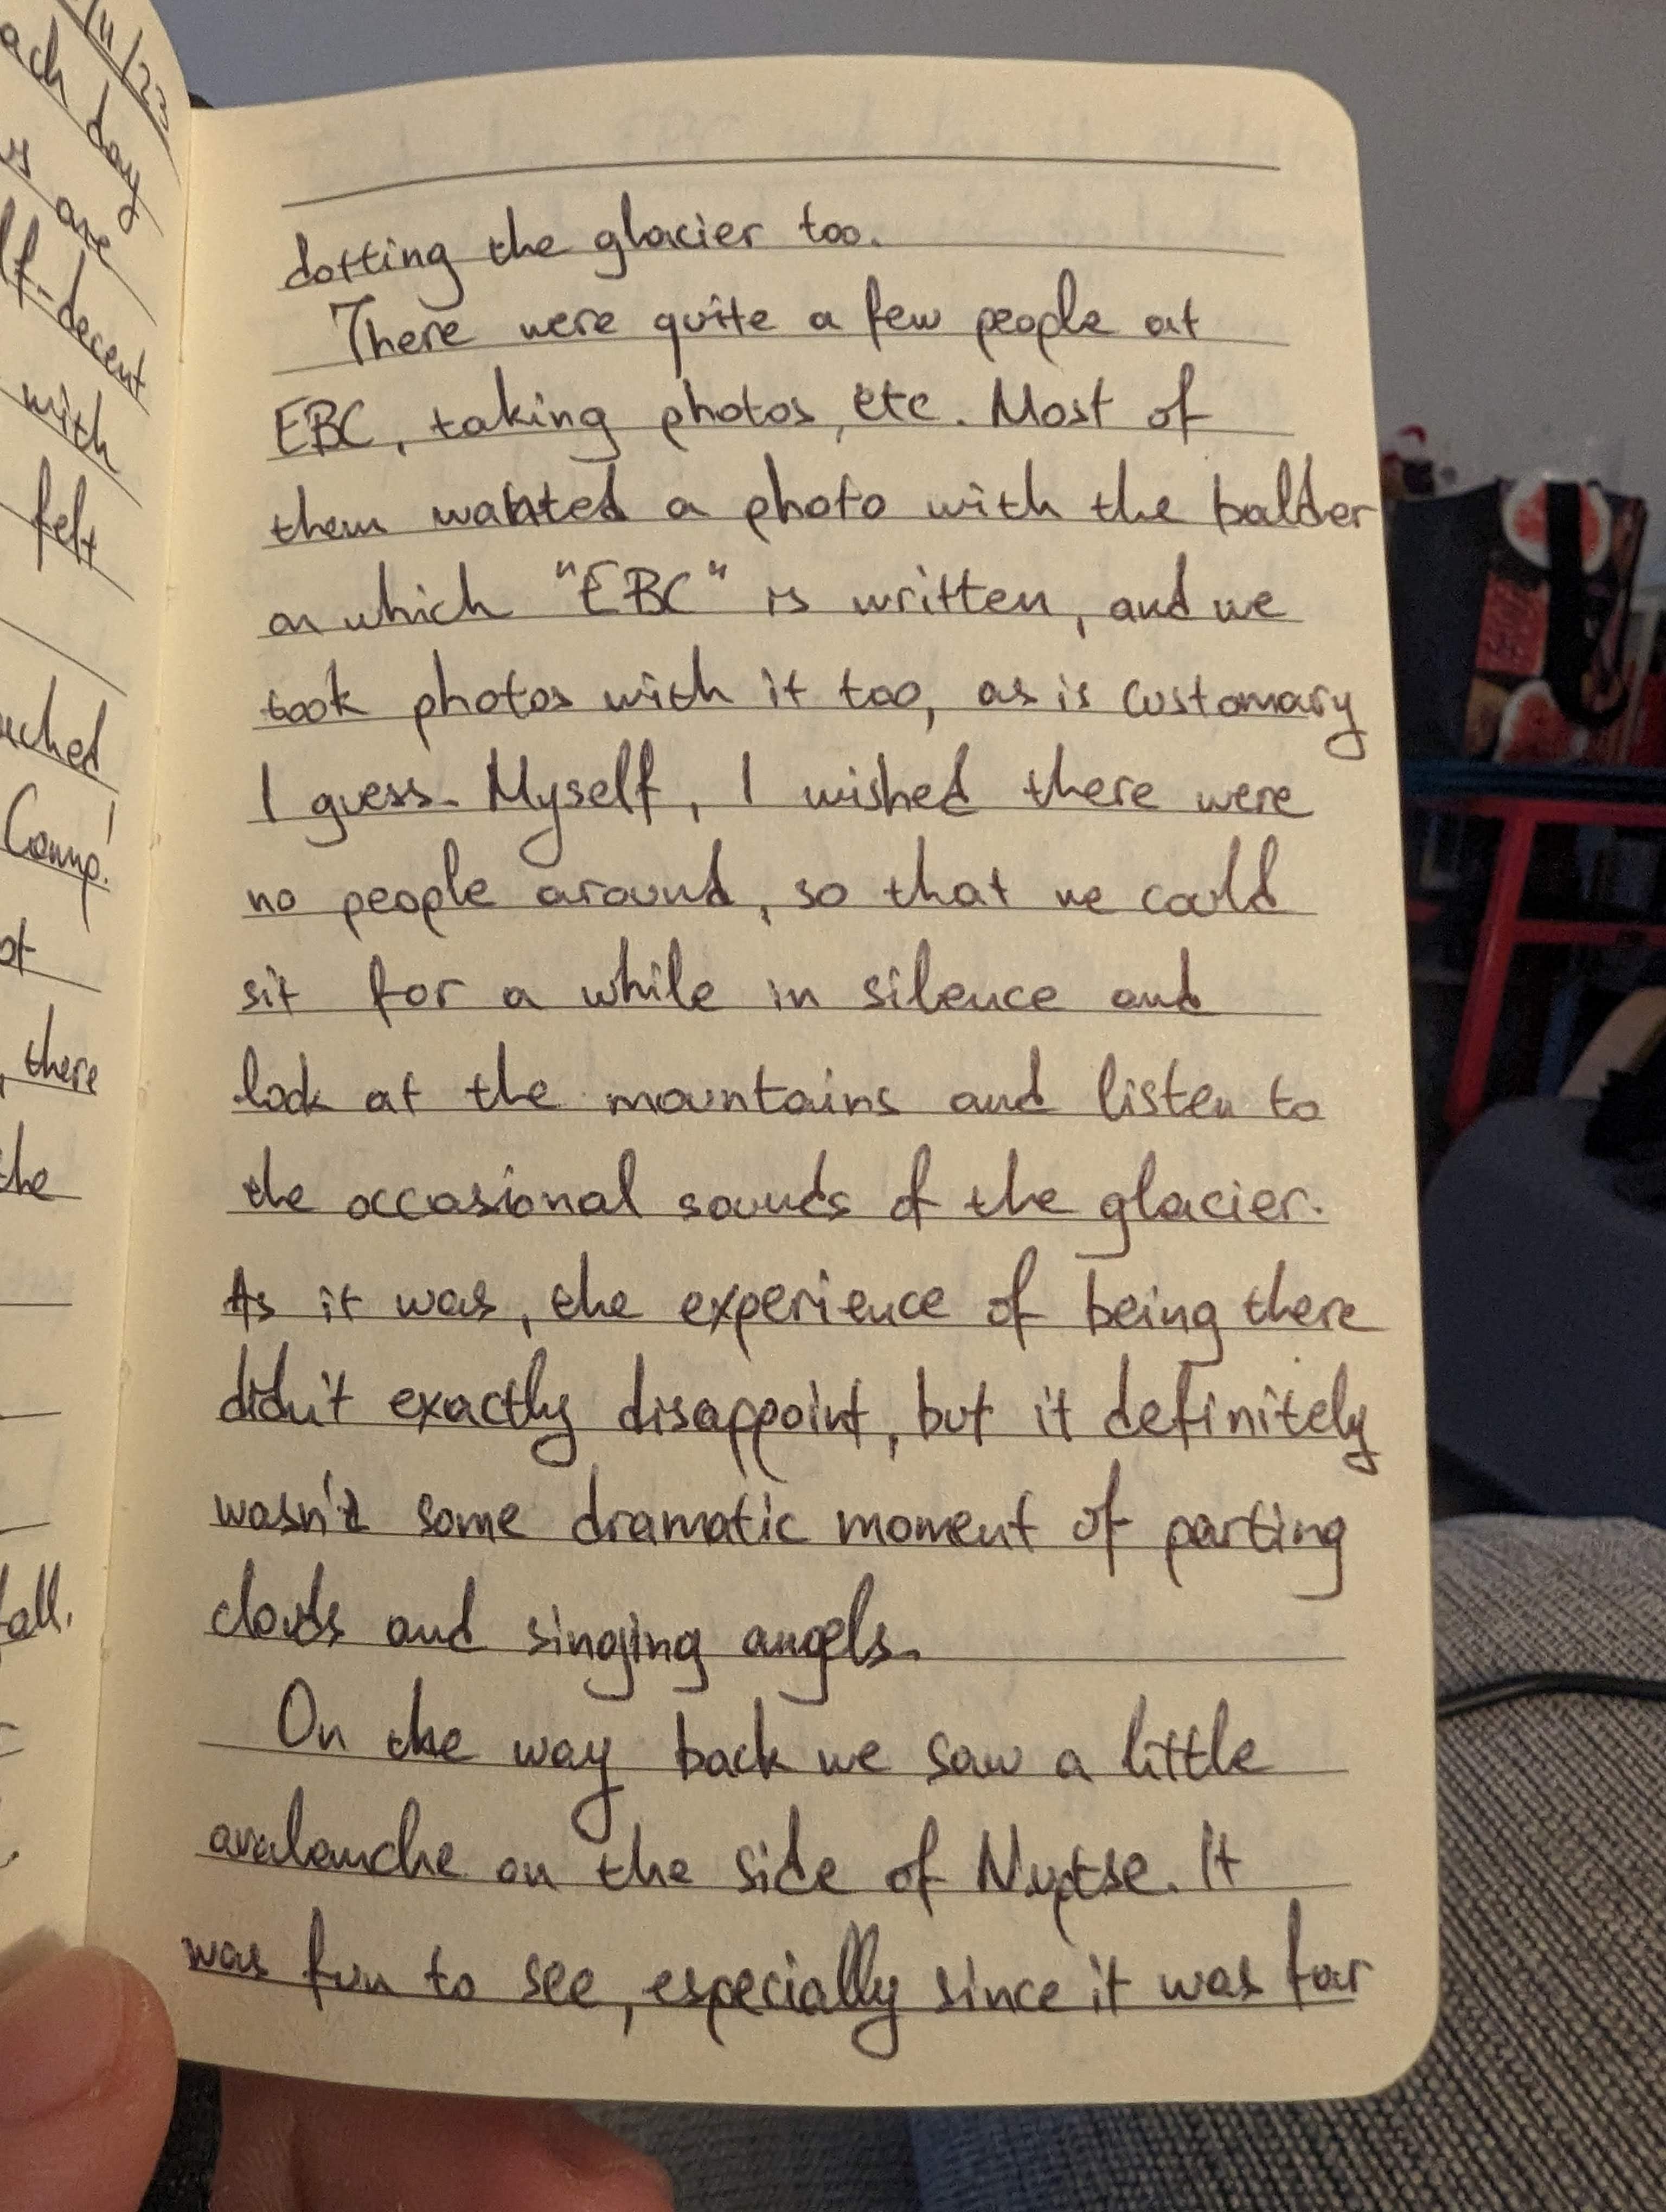 /11/23
ach day
s are
lf-decent
with
felt
ched
Camp!
ot
, there
the
fall.
dotting the glacier too.
There were quite a few people at
EBC, taking photos, etc. Most of
them wanted a photo with the balder
on which "EBC" is written, and we
took photos with it too, as is customary
I guess. Myself, I wished there were
no people around, so that we could
sit for a while in silence and
look at the mountains and listen to
the occasional sounds of the glacier.
As it was, the experience of being there
didn't exactly disappoint, but it definitely
wasn't some dramatic moment of parting
clouds and singing angels.
On the way back we saw a little
avalanche on the side of Nuptse. It
was fun to see, especially since it was far